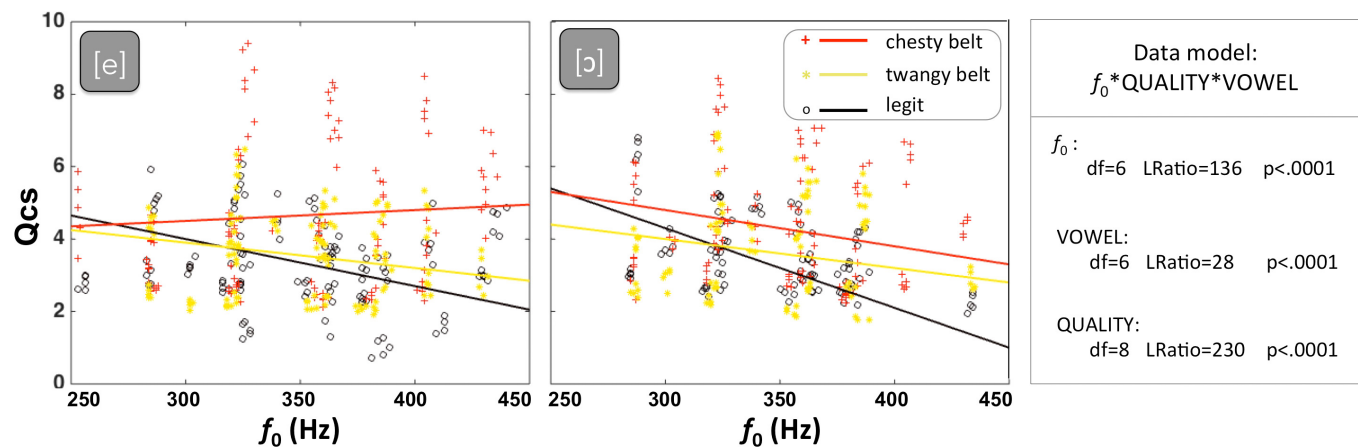 [e]
10
8
6
4
2
0
Qcs
250 300 350 400 450
f₀ (Hz)
[ɔ]
chesty belt
twangy belt
legit
250 300 350 400 450
f₀ (Hz)
Data model:
f₀*QUALITY*VOWEL
f₀ :
df=6 LRatio=136 p<.0001
VOWEL:
df=6 LRatio=28 p<.0001
QUALITY:
df=8 LRatio=230 p<.0001